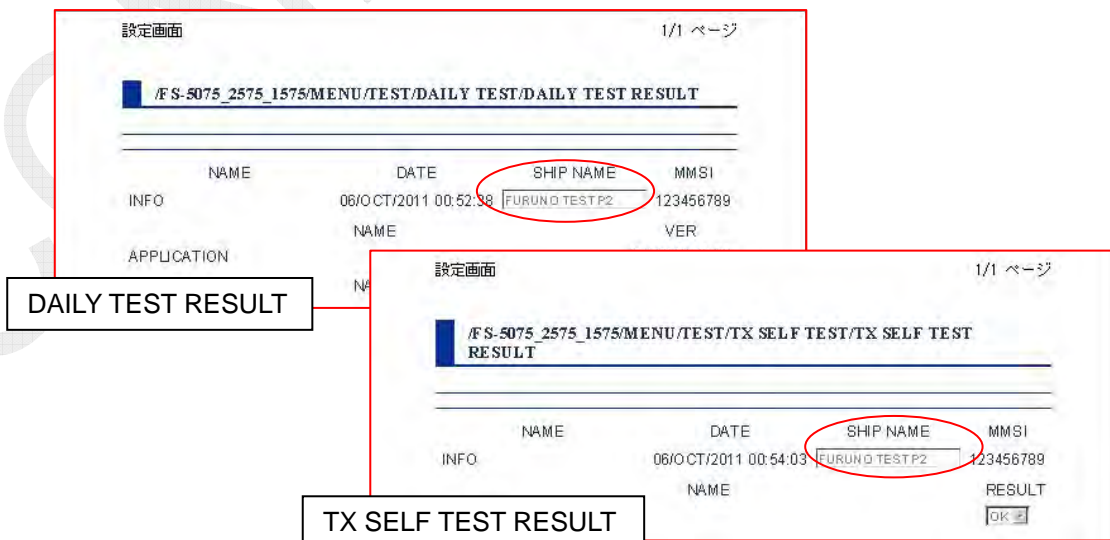 設定画面 1/1 ページ
/FS-5075_2575_1575/MENU/TEST/DAILY TEST/DAILY TEST RESULT
NAME DATE SHIP NAME MMSI
INFO 06/OCT/2011 00:52:38 FURUNO TEST P2 123456789
NAME VER
APPLICATION
DAILY TEST RESULT
設定画面 1/1 ページ
/FS-5075_2575_1575/MENU/TEST/TX SELF TEST/TX SELF TEST
RESULT
NAME DATE SHIP NAME MMSI
INFO 06/OCT/2011 00:54:03 FURUNO TEST P2 123456789
NAME RESULT
OK
TX SELF TEST RESULT